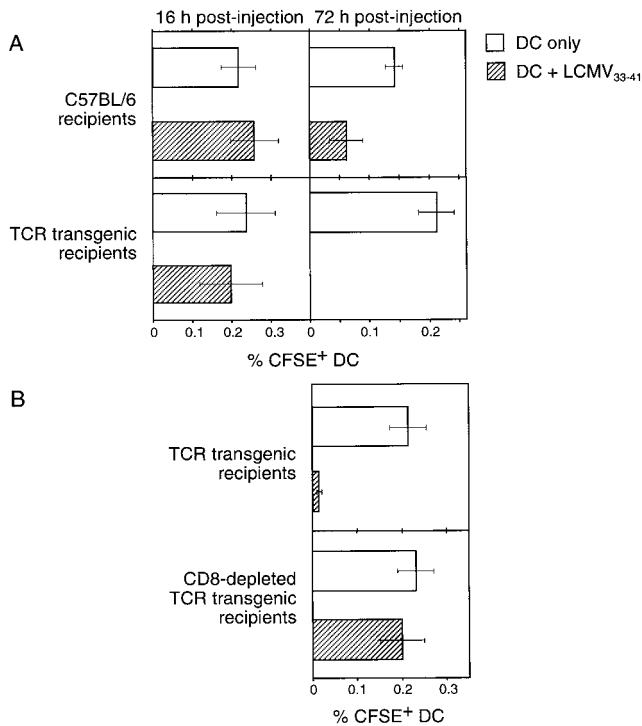 16 h post-injection 72 h post-injection
A
DC only
DC + LCMV33-41
C57BL/6
recipients
TCR transgenic
recipients
0 0.1 0.2 0.3 0 0.1 0.2
% CFSE+ DC
B
TCR transgenic
recipients
CD8-depleted
TCR transgenic
recipients
0 0.1 0.2 0.3
% CFSE+ DC